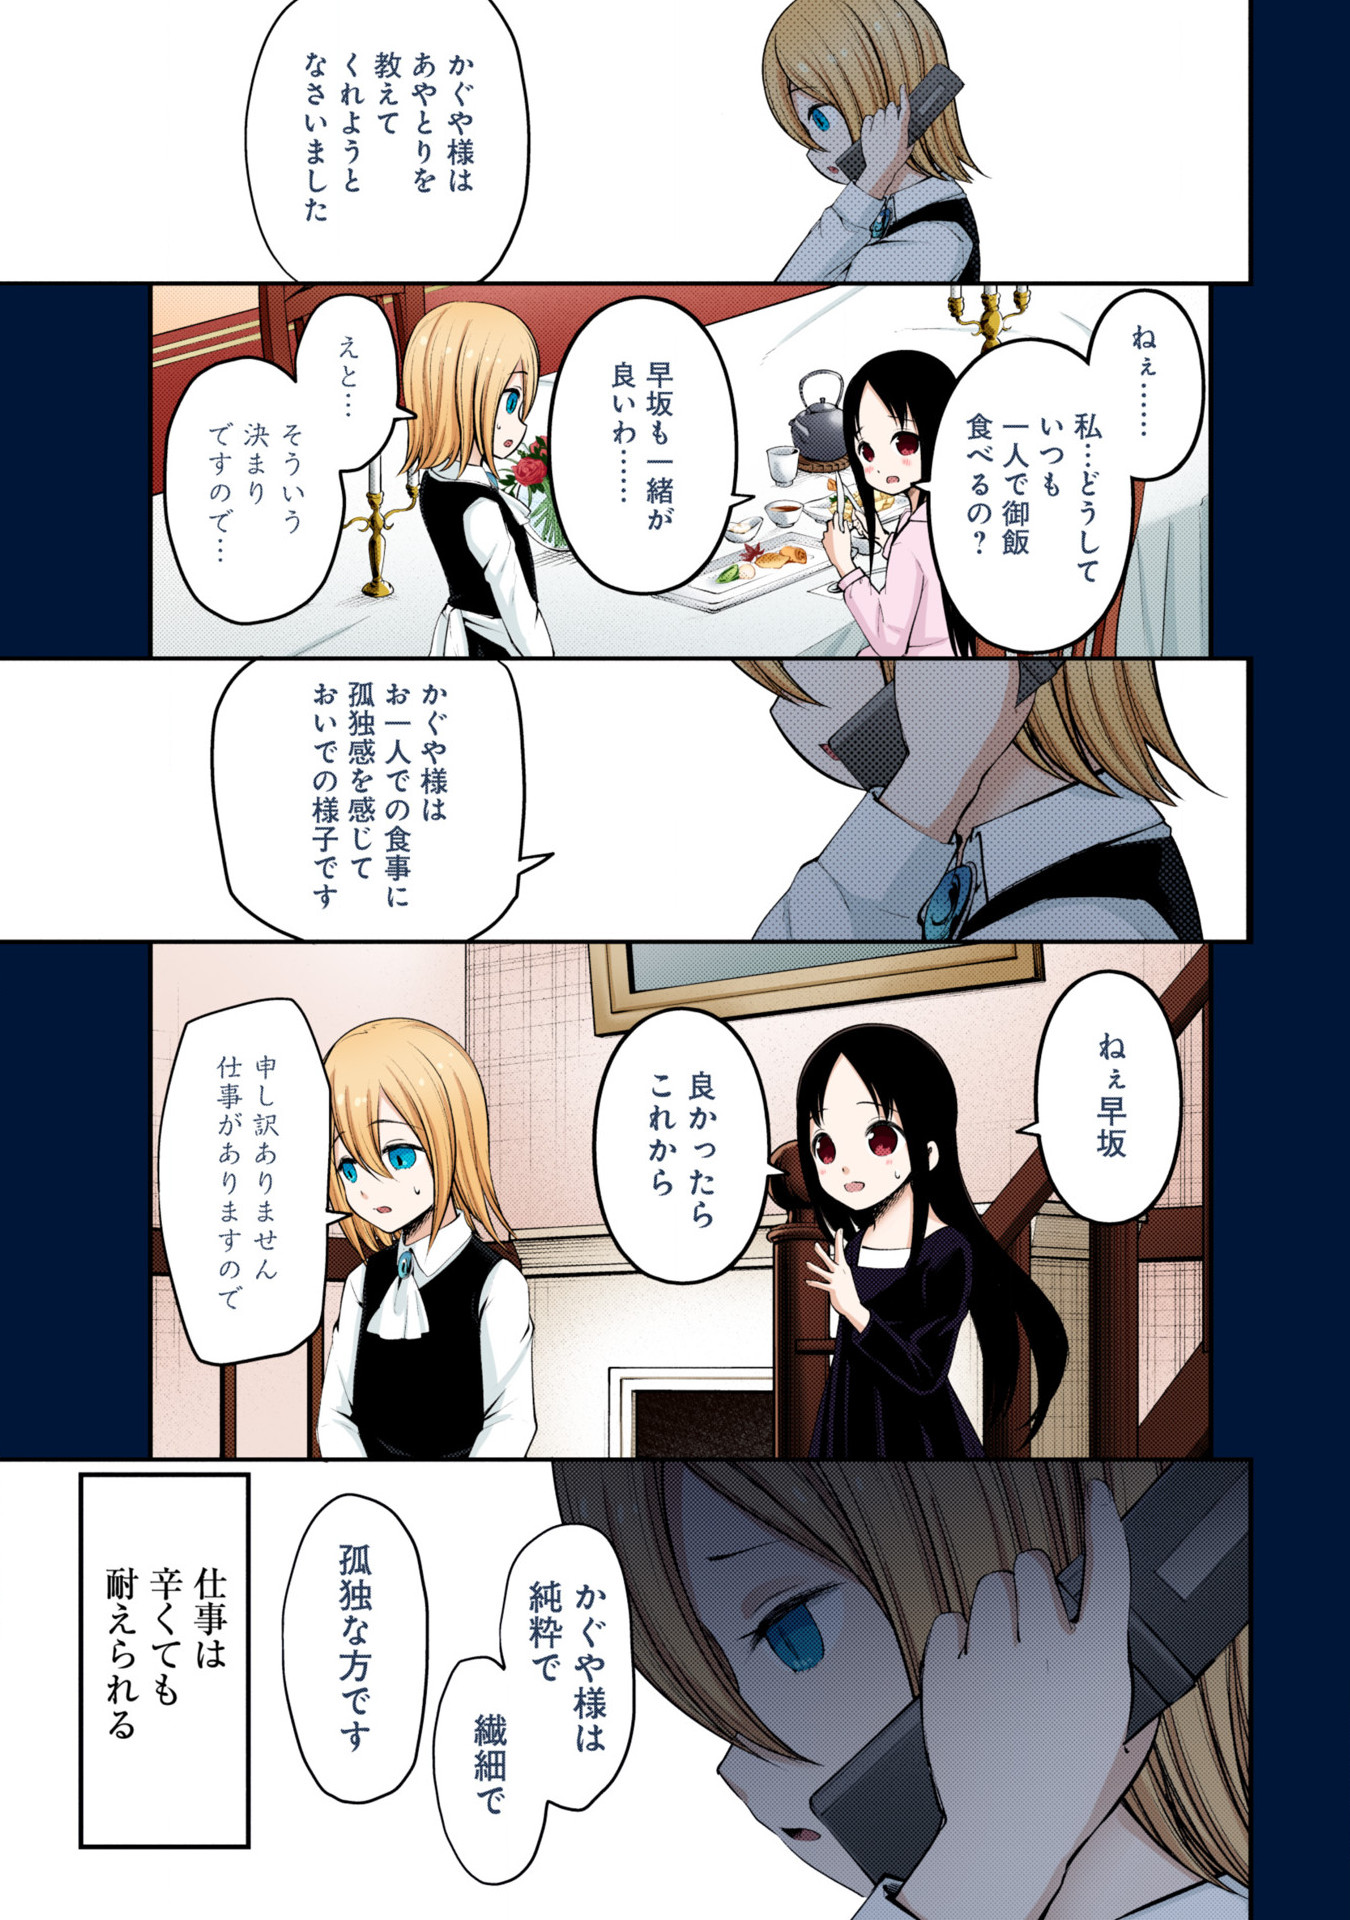 かぐや様は
あやとりを
教えて
くれようと
なさいました
ねぇ……
私…どうして
いつも
一人で御飯
食べるの？
早坂も一緒が
良いわ……
えと…
そういう
決まり
ですので…
かぐや様は
お一人での食事に
孤独感を感じて
おいでの様子です
ねぇ早坂
良かったら
これから
申し訳ありません
仕事がありますので
かぐや様は
純粋で
繊細で
孤独な方です
仕事は
辛くても
耐えられる